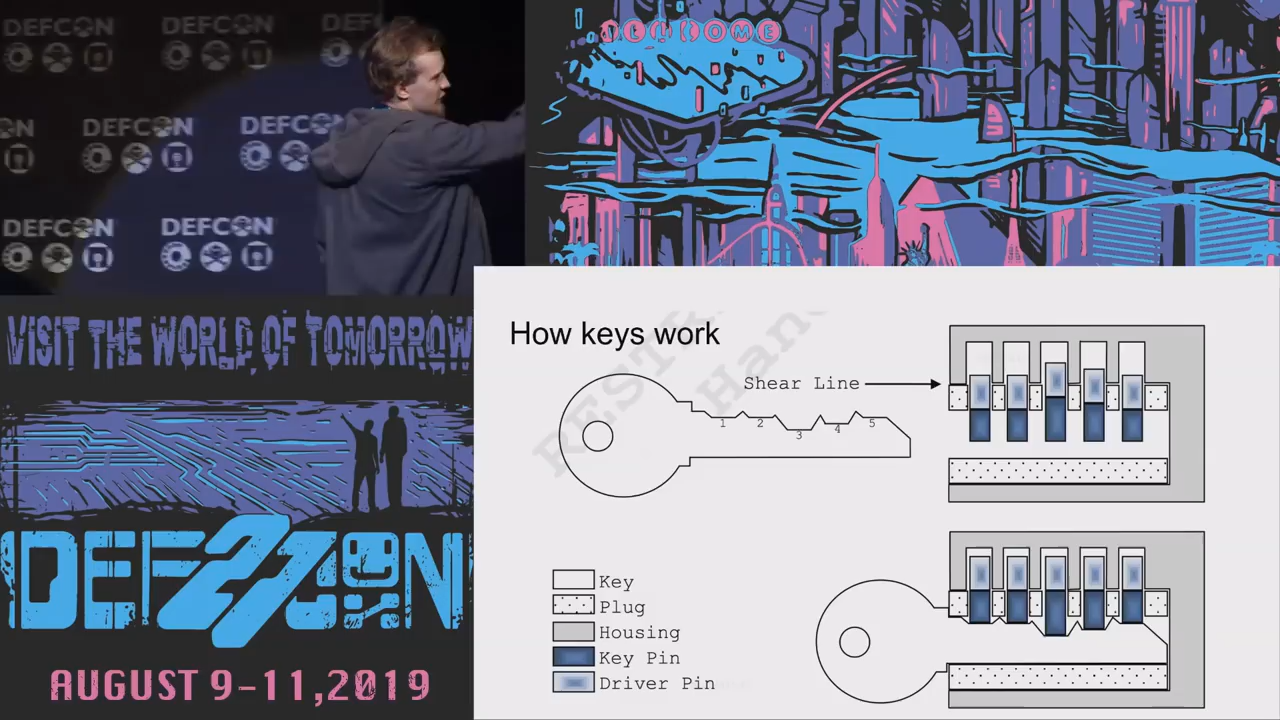 DEFCON DEFCON
DEFCON DEFCON
DEFCON DEFCON
WELCOME
VISIT THE WORLD OF TOMORROW
DEF27CON
AUGUST 9-11,2019
How keys work
Shear Line
1 2 3 4 5
Key
Plug
Housing
Key Pin
Driver Pin